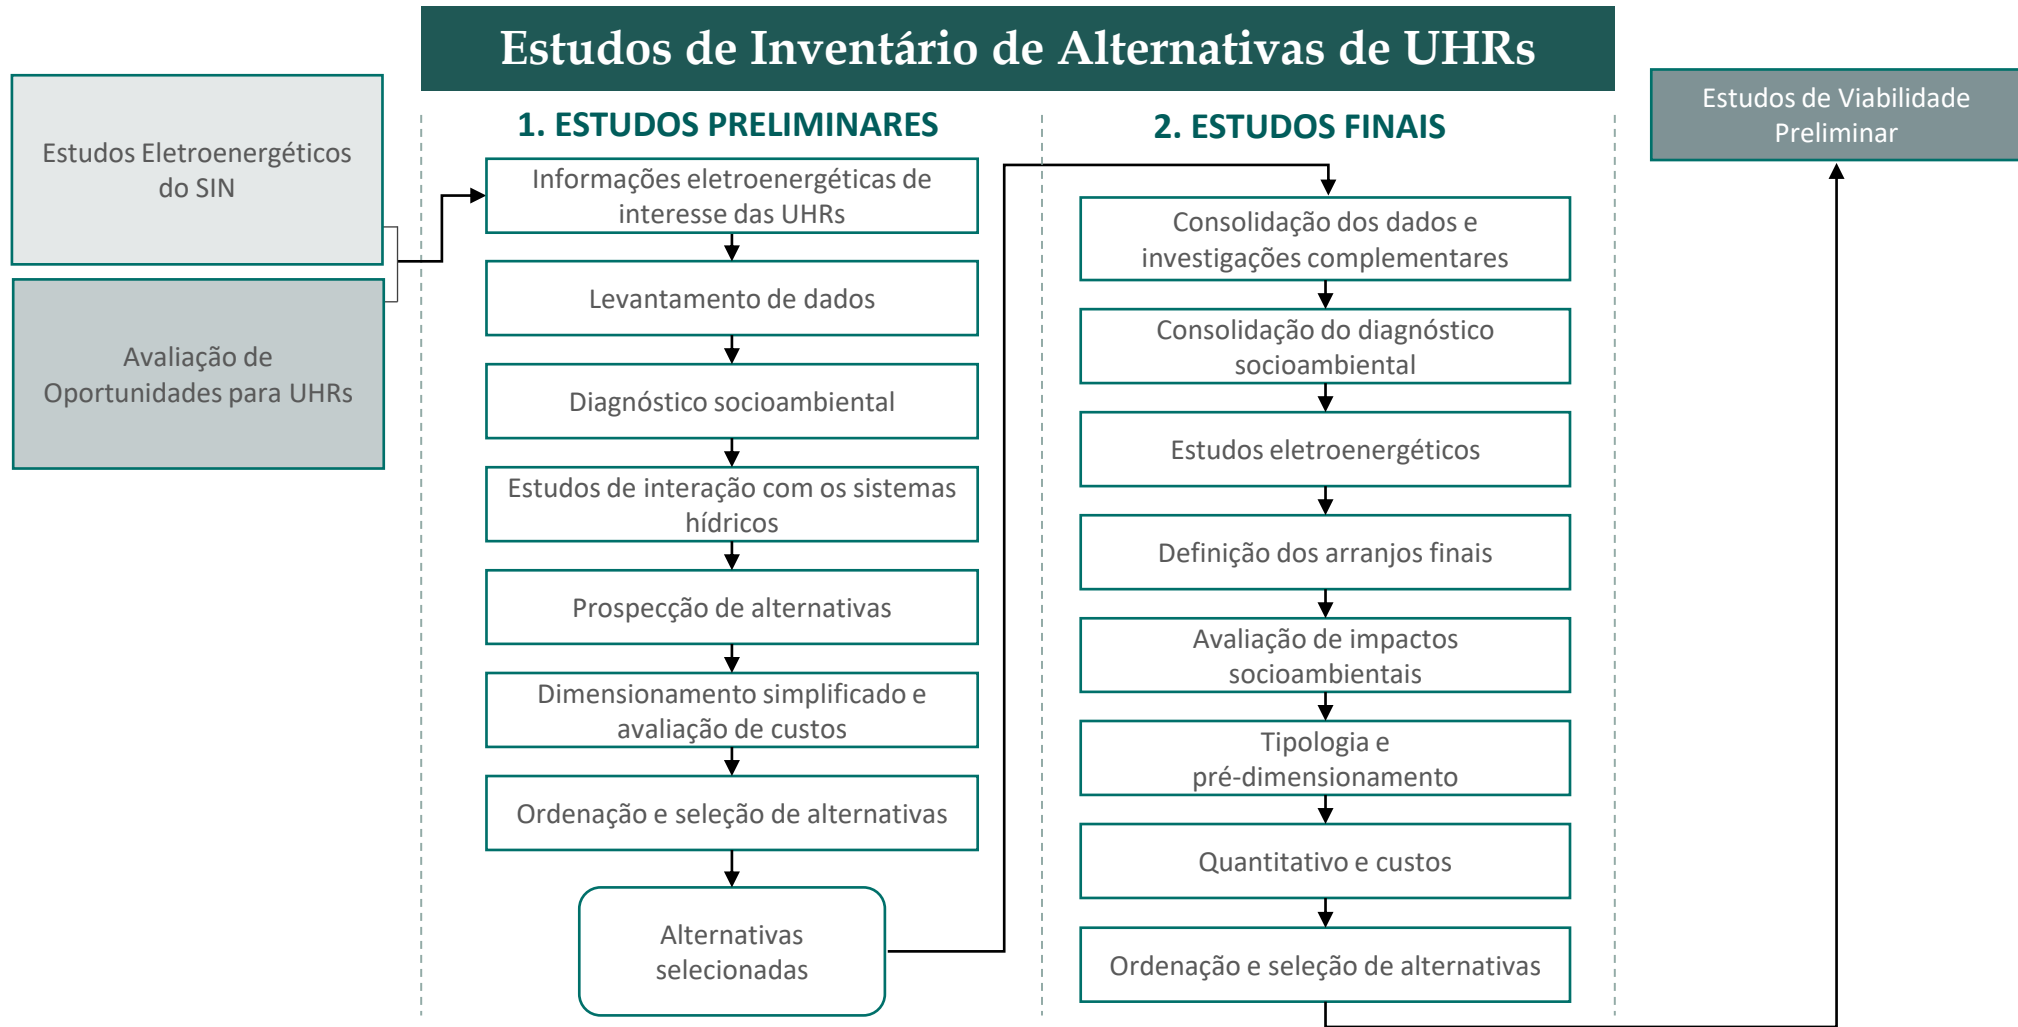 Estudos de Inventário de Alternativas de UHRs
Estudos Eletroenergéticos
do SIN
Avaliação de
Oportunidades para UHRs
1. ESTUDOS PRELIMINARES
Informações eletroenergéticas de
interesse das UHRs
Levantamento de dados
Diagnóstico socioambiental
Estudos de interação com os sistemas
hídricos
Prospecção de alternativas
Dimensionamento simplificado e
avaliação de custos
Ordenação e seleção de alternativas
Alternativas
selecionadas
2. ESTUDOS FINAIS
Consolidação dos dados e
investigações complementares
Consolidação do diagnóstico
socioambiental
Estudos eletroenergéticos
Definição dos arranjos finais
Avaliação de impactos
socioambientais
Tipologia e
pré-dimensionamento
Quantitativo e custos
Ordenação e seleção de alternativas
Estudos de Viabilidade
Preliminar